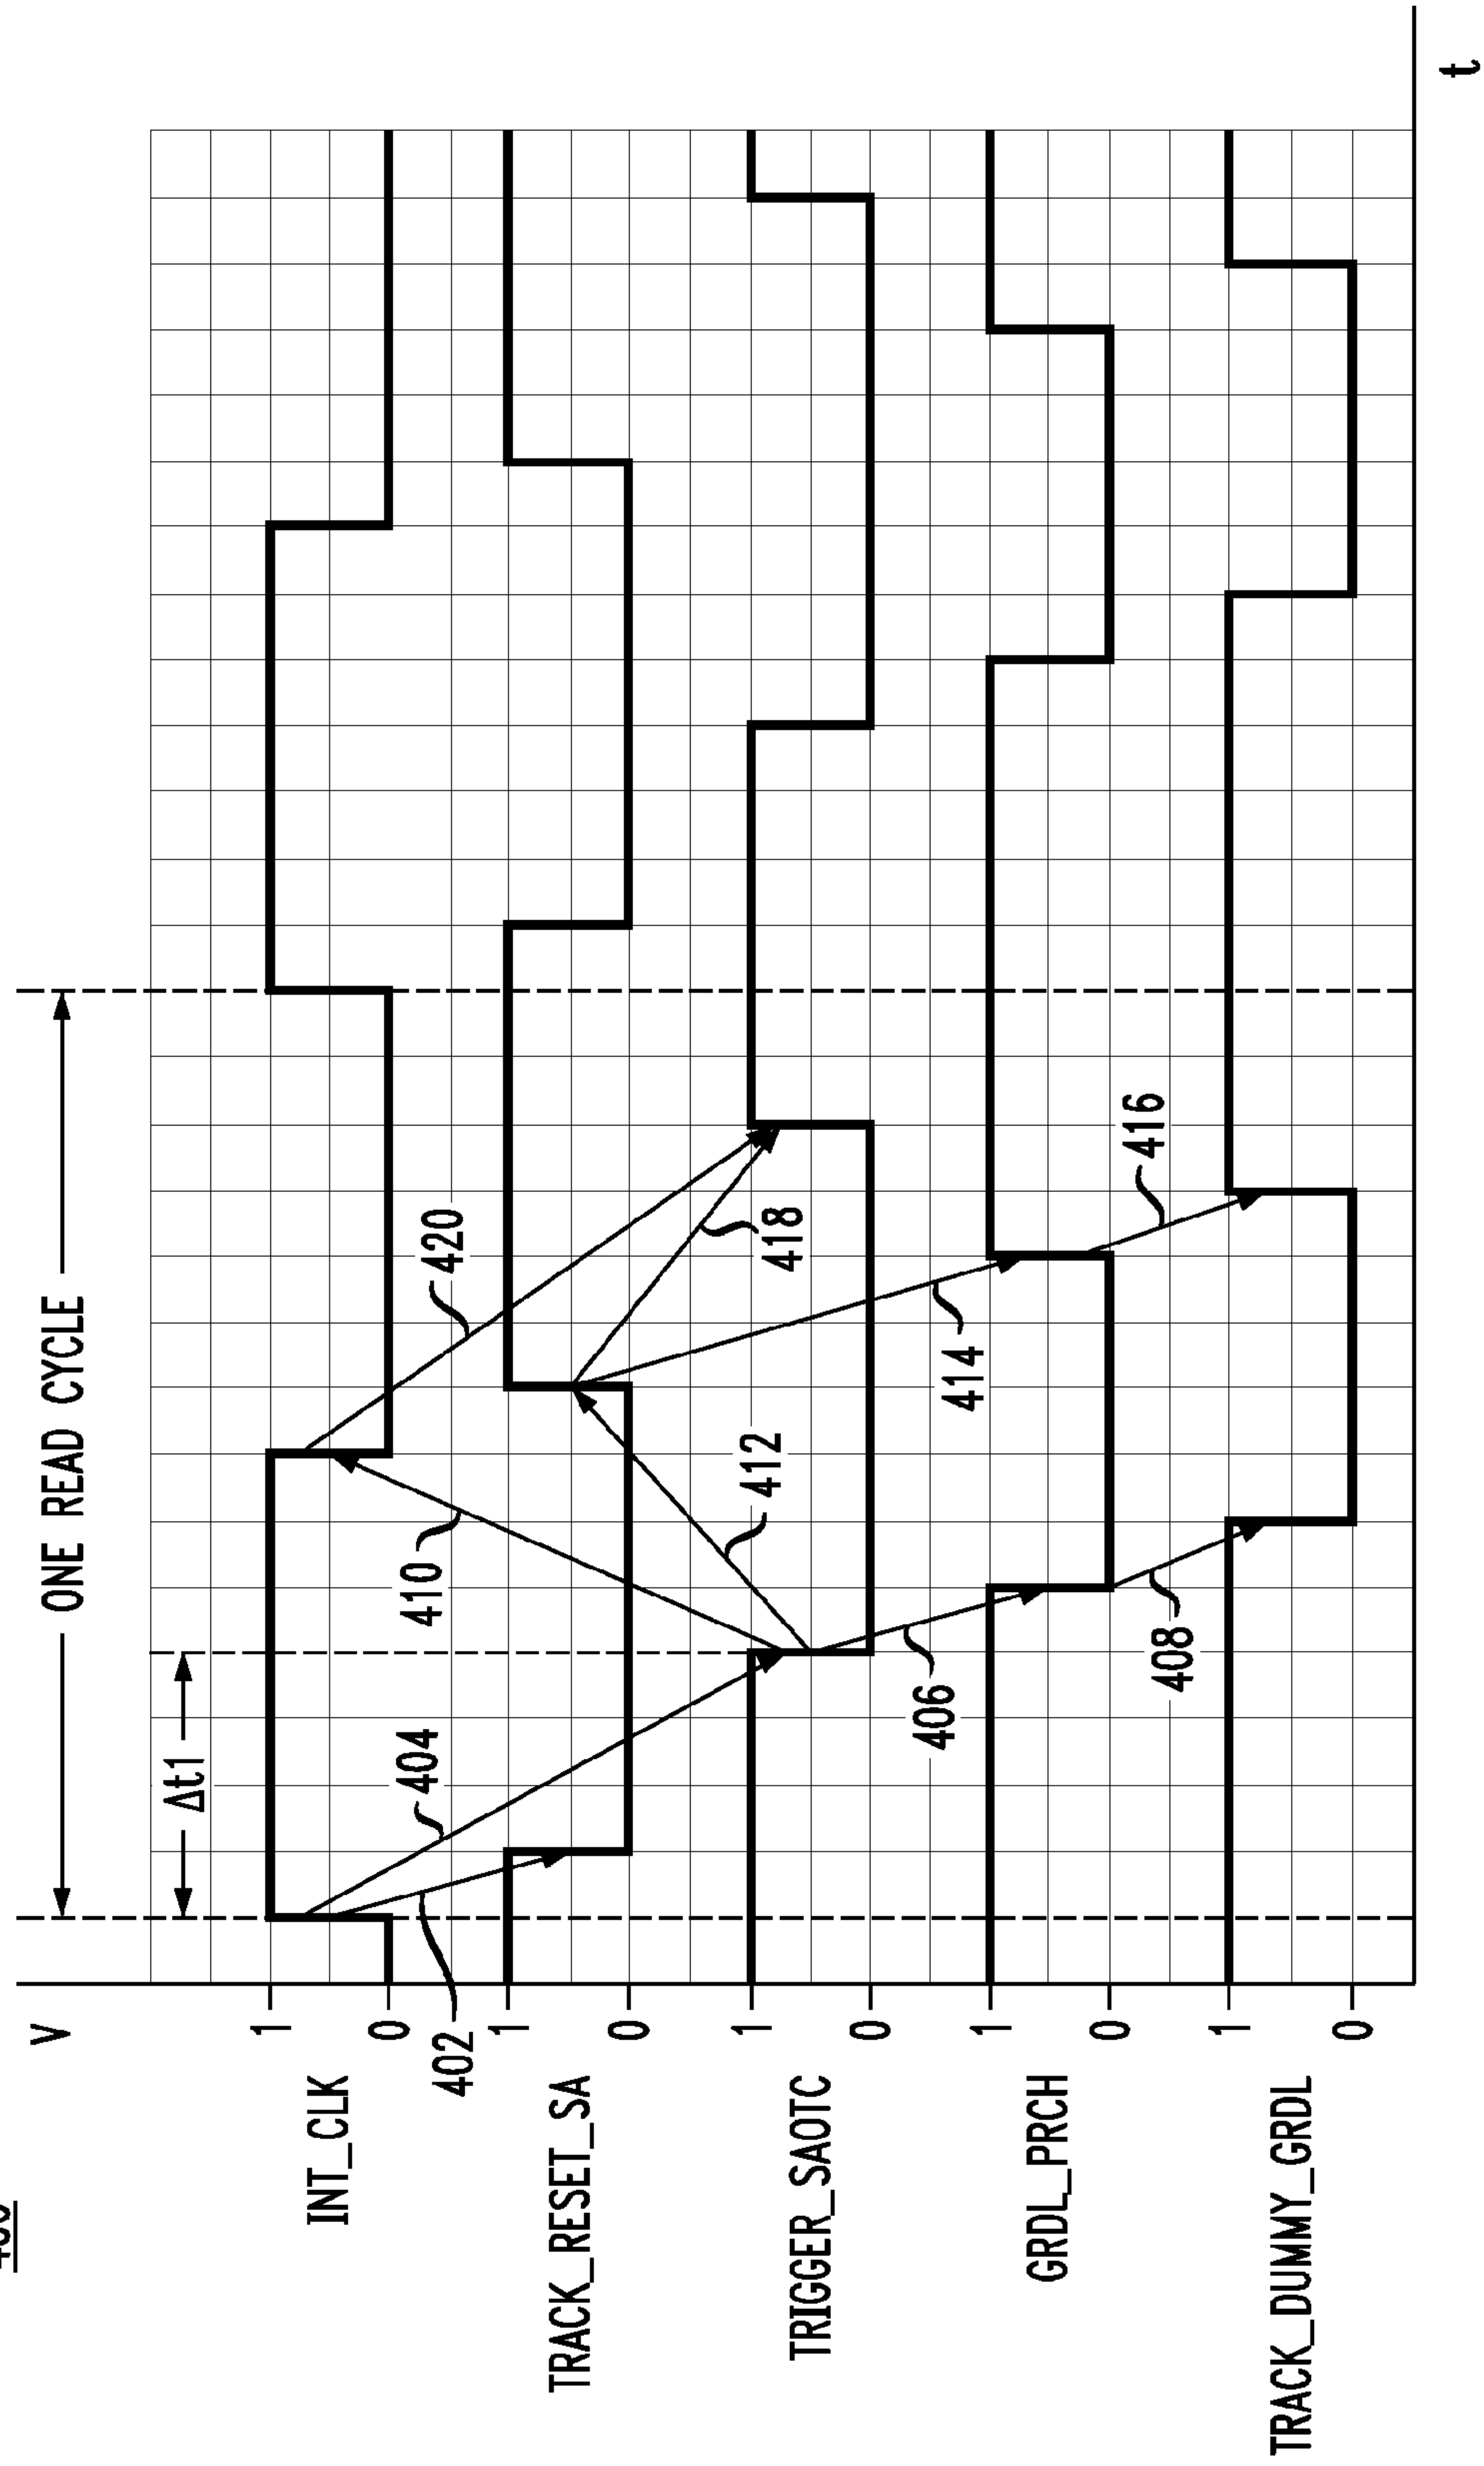 V
ONE READ CYCLE
Δt1
INT_CLK
1
0
402
404
410
420
TRACK_RESET_SA
1
0
412
418
TRIGGER_SAOTC
1
0
406
414
GRDL_PRCH
1
0
408
416
TRACK_DUMMY_GRDL
1
0
t